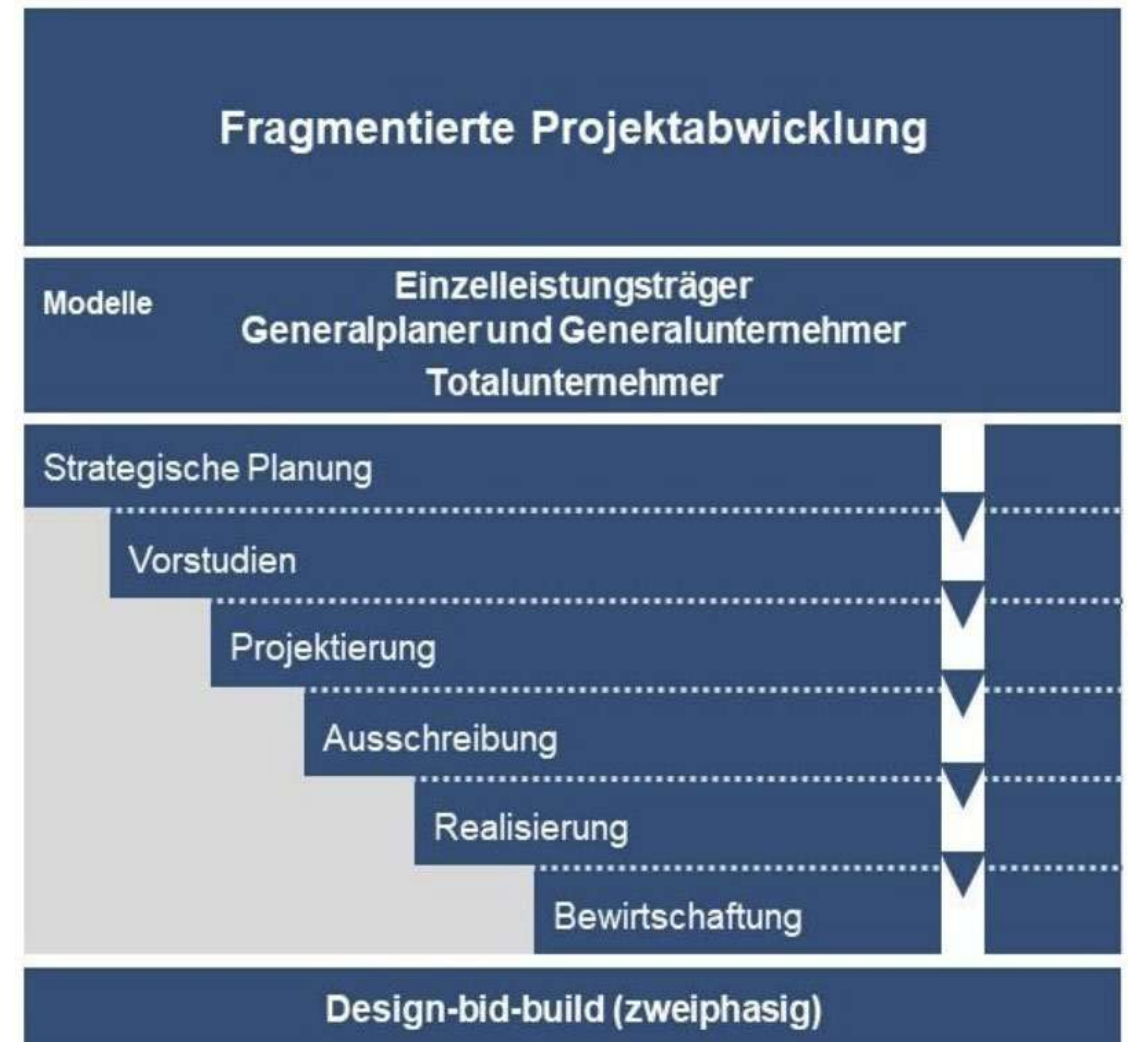 Fragmentierte Projektabwicklung
Modelle
Einzelleistungsträger
Generalplaner und Generalunternehmer
Totalunternehmer
Strategische Planung
Vorstudien
Projektierung
Ausschreibung
Realisierung
Bewirtschaftung
Design-bid-build (zweiphasig)